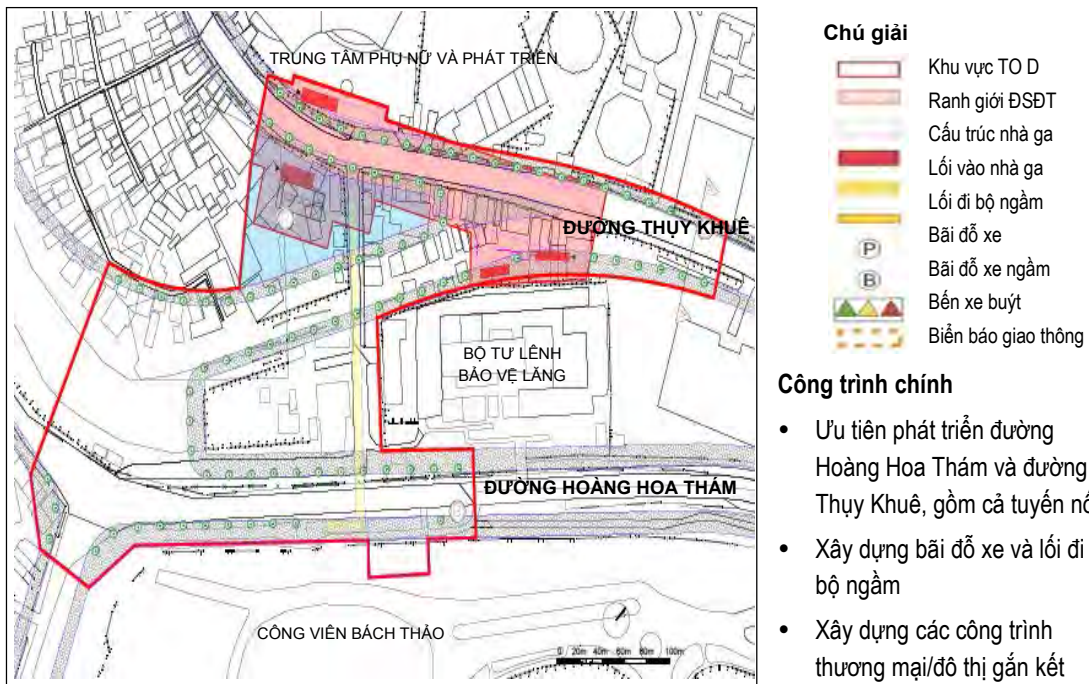 TRUNG TÂM PHỤ NỮ VÀ PHÁT TRIỂN
ĐƯỜNG THỤY KHUÊ
BỘ TƯ LÊNH
BẢO VỆ LĂNG
ĐƯỜNG HOÀNG HOA THÁM
CÔNG VIÊN BÁCH THẢO
0 20m 40m 60m 80m 100m
Chú giải
Khu vực TO D
Ranh giới ĐSĐT
Cấu trúc nhà ga
Lối vào nhà ga
Lối đi bộ ngầm
Bãi đỗ xe
P
Bãi đỗ xe ngầm
B
Bến xe buýt
Biển báo giao thông
Công trình chính
• Ưu tiên phát triển đường
Hoàng Hoa Thám và đường
Thụy Khuê, gồm cả tuyến
• Xây dựng bãi đỗ xe và lối đi
bộ ngầm
• Xây dựng các công trình
thương mại/đô thị gắn kết